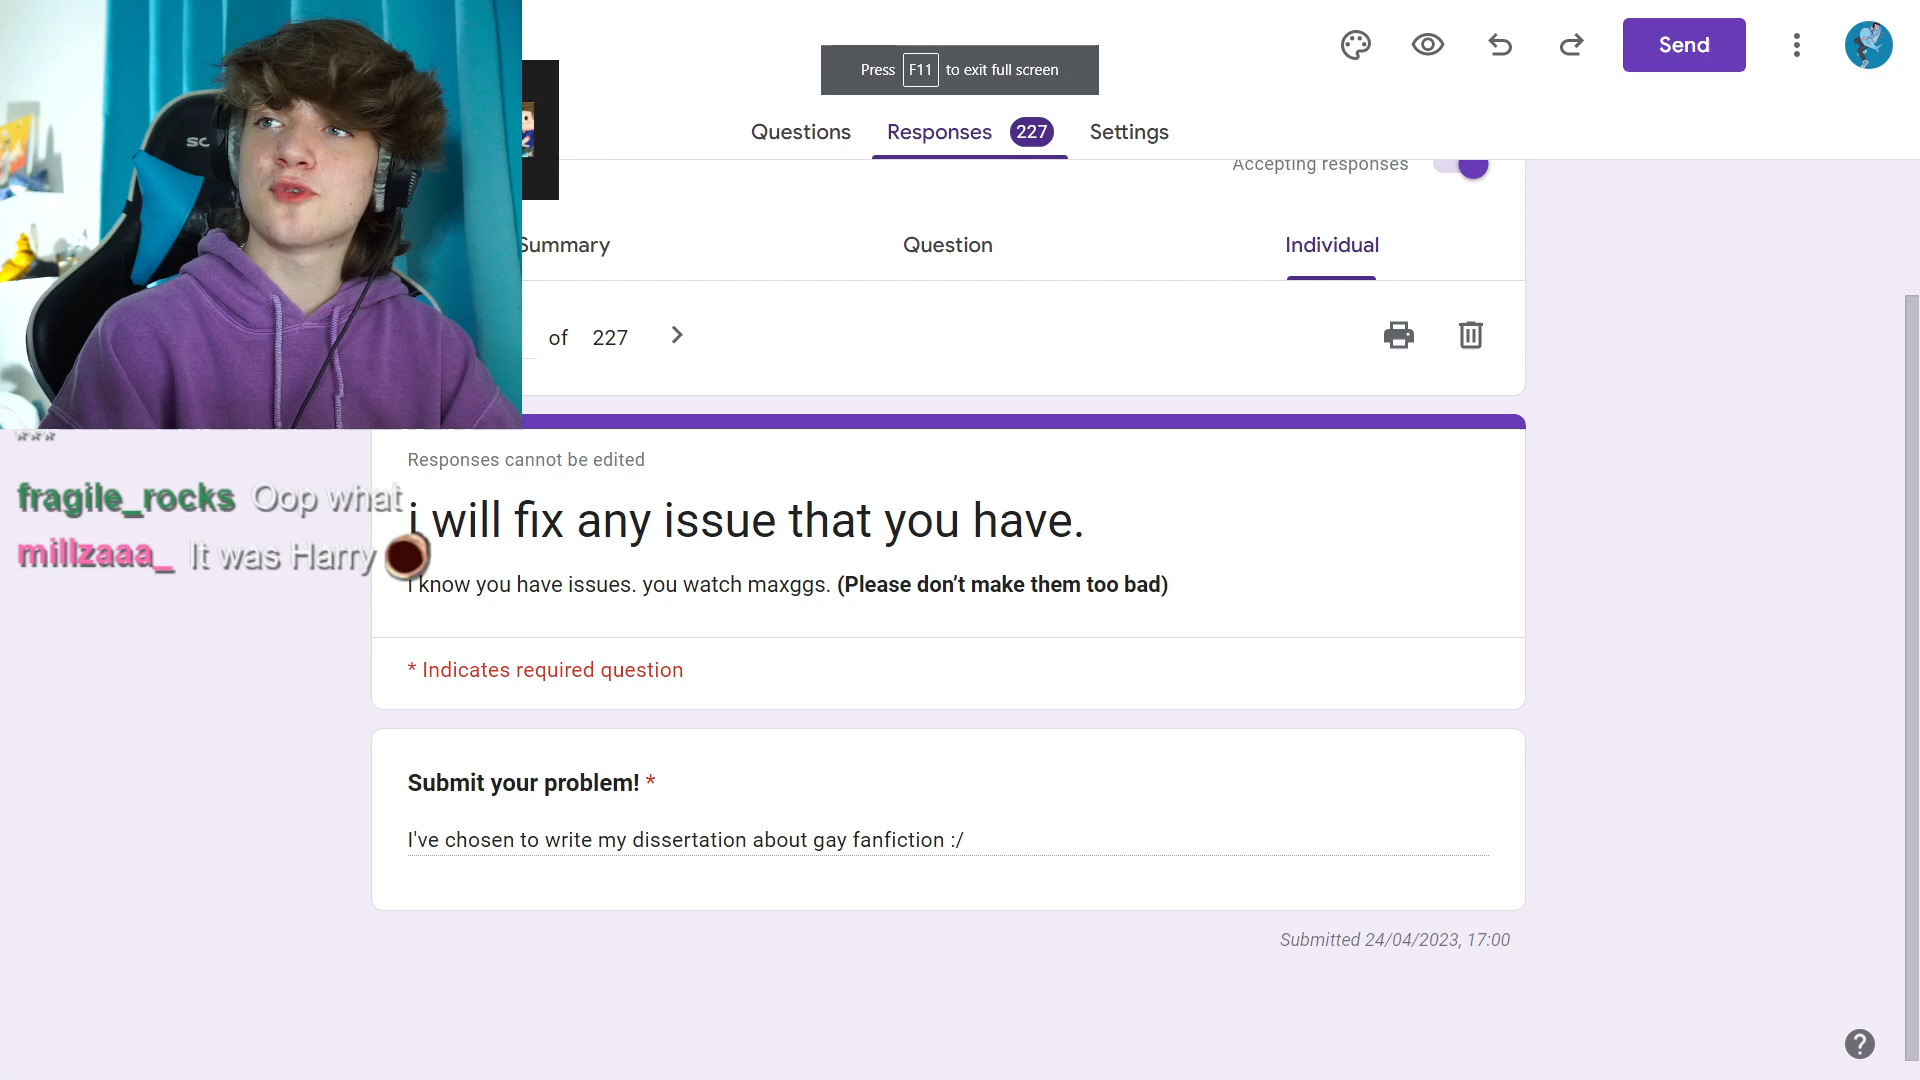 Press F11 to exit full screen
Send
Questions
Responses 227
Settings
Accepting responses
Summary
Question
Individual
of 227
Responses cannot be edited
i will fix any issue that you have.
i know you have issues. you watch maxggs. (Please don't make them too bad)
* Indicates required question
Submit your problem! *
I've chosen to write my dissertation about gay fanfiction :/
Submitted 24/04/2023, 17:00
***
fragile_rocks Oop what
millzaaa_ It was Harry
SC